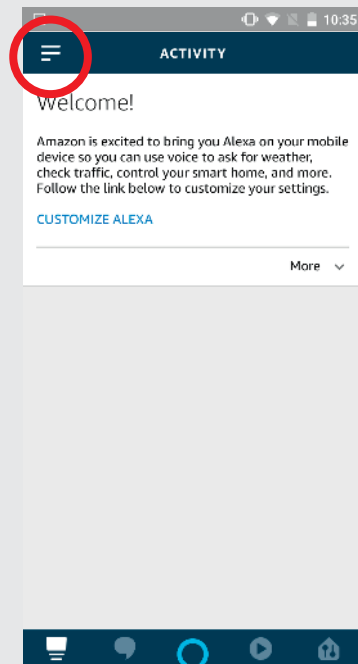 10:35
ACTIVITY
Welcome!
Amazon is excited to bring you Alexa on your mobile
device so you can use voice to ask for weather,
check traffic, control your smart home, and more.
Follow the link below to customize your settings.
CUSTOMIZE ALEXA
More